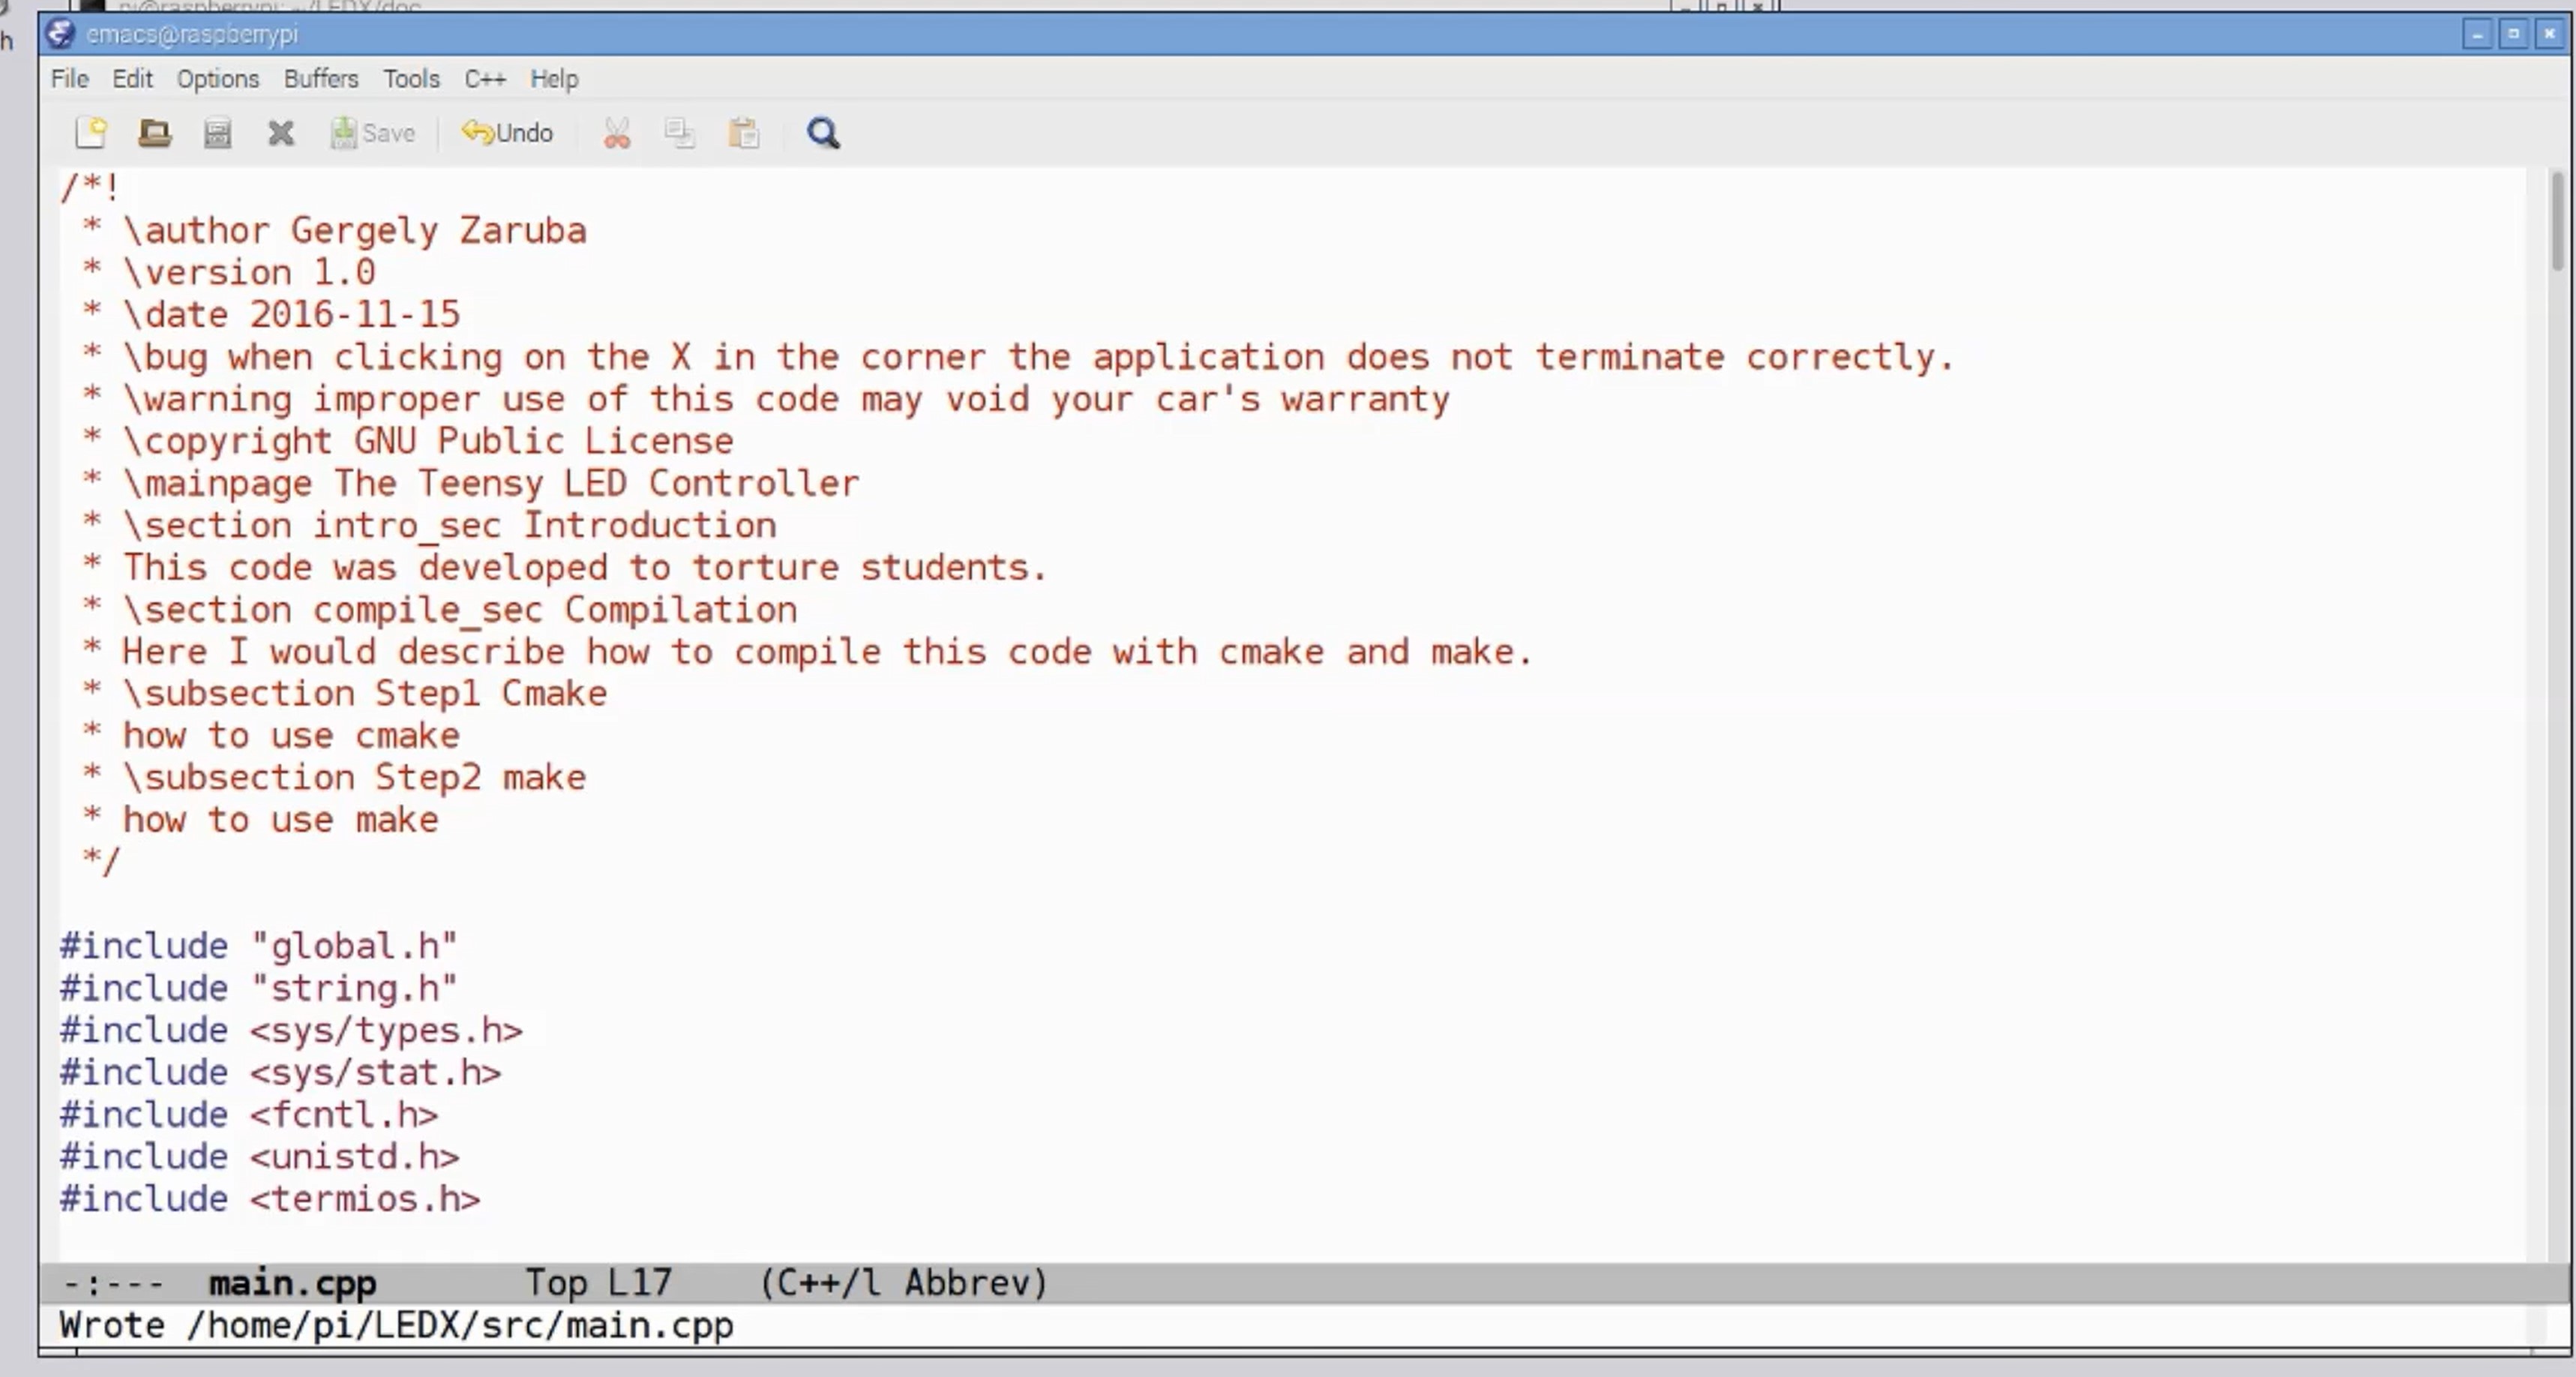 pi@raspberrypi: ~/LEDX/doc
h
emacs@raspberrypi
File Edit Options Buffers Tools C++ Help
Save Undo
/*!
 * \author Gergely Zaruba
 * \version 1.0
 * \date 2016-11-15
 * \bug when clicking on the X in the corner the application does not terminate correctly.
 * \warning improper use of this code may void your car's warranty
 * \copyright GNU Public License
 * \mainpage The Teensy LED Controller
 * \section intro_sec Introduction
 * This code was developed to torture students.
 * \section compile_sec Compilation
 * Here I would describe how to compile this code with cmake and make.
 * \subsection Step1 Cmake
 * how to use cmake
 * \subsection Step2 make
 * how to use make
 */
#include "global.h"
#include "string.h"
#include <sys/types.h>
#include <sys/stat.h>
#include <fcntl.h>
#include <unistd.h>
#include <termios.h>
-:--- main.cpp Top L17 (C++/l Abbrev)
Wrote /home/pi/LEDX/src/main.cpp